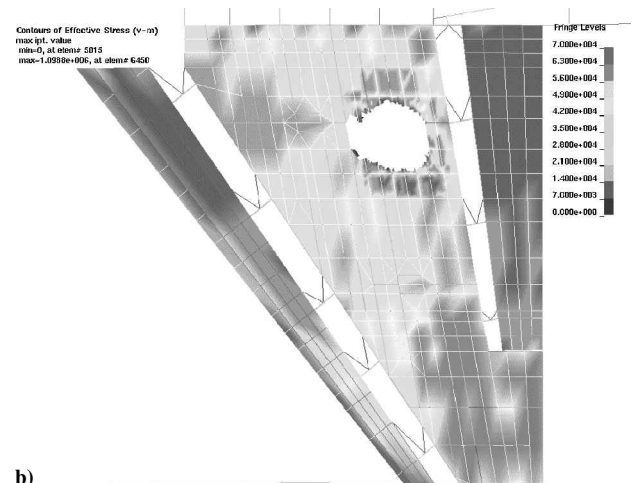 Contours of Effective Stress (v-m)
max ipt. value
min=0, at elem# 5015
max=1.0988e+006, at elem# 6450
Fringe Levels
7.000e+004
6.300e+004
5.600e+004
4.900e+004
4.200e+004
3.500e+004
2.800e+004
2.100e+004
1.400e+004
7.000e+003
0.000e+000
b)